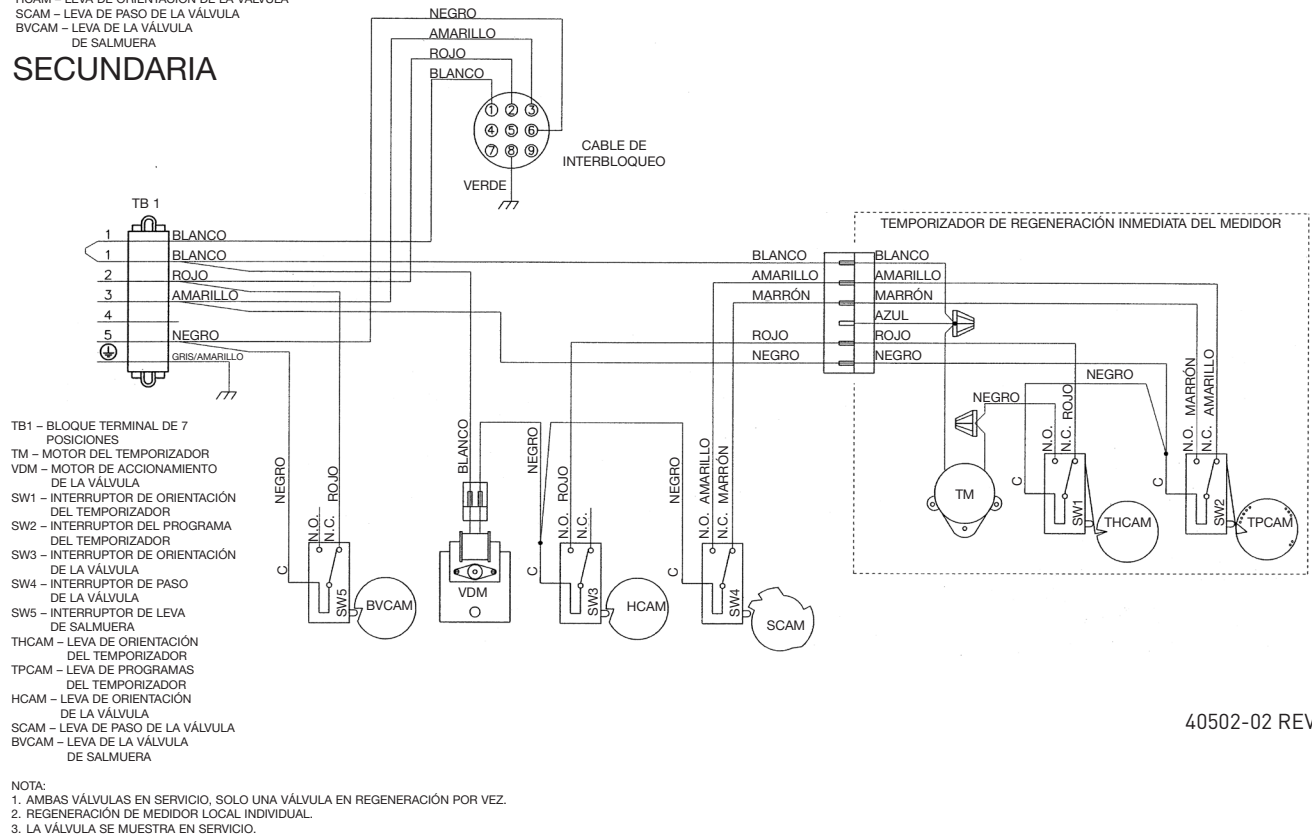 HCAM – LEVA DE ORIENTACIÓN DE LA VÁLVULA
SCAM – LEVA DE PASO DE LA VÁLVULA
BVCAM – LEVA DE LA VÁLVULA
DE SALMUERA
SECUNDARIA
NEGRO
AMARILLO
ROJO
BLANCO
1 2 3
4 5 6
7 8 9
CABLE DE
INTERBLOQUEO
VERDE
TB 1
1 BLANCO
1 BLANCO
2 ROJO
3 AMARILLO
4
5 NEGRO
GRIS/AMARILLO
TEMPORIZADOR DE REGENERACIÓN INMEDIATA DEL MEDIDOR
BLANCO BLANCO
AMARILLO AMARILLO
MARRÓN MARRÓN
AZUL
ROJO ROJO
NEGRO NEGRO
NEGRO
NEGRO
N.O.
N.C. ROJO
N.O. MARRÓN
N.C. AMARILLO
C
C
TM
SW1
THCAM
SW2
TPCAM
NEGRO
N.O.
N.C. ROJO
C
SW5
BVCAM
BLANCO
VDM
NEGRO
N.O. ROJO
N.C.
C
SW3
HCAM
NEGRO
N.O. AMARILLO
N.C. MARRÓN
C
SW4
SCAM
TB1 – BLOQUE TERMINAL DE 7
POSICIONES
TM – MOTOR DEL TEMPORIZADOR
VDM – MOTOR DE ACCIONAMIENTO
DE LA VÁLVULA
SW1 – INTERRUPTOR DE ORIENTACIÓN
DEL TEMPORIZADOR
SW2 – INTERRUPTOR DEL PROGRAMA
DEL TEMPORIZADOR
SW3 – INTERRUPTOR DE ORIENTACIÓN
DE LA VÁLVULA
SW4 – INTERRUPTOR DE PASO
DE LA VÁLVULA
SW5 – INTERRUPTOR DE LEVA
DE SALMUERA
THCAM – LEVA DE ORIENTACIÓN
DEL TEMPORIZADOR
TPCAM – LEVA DE PROGRAMAS
DEL TEMPORIZADOR
HCAM – LEVA DE ORIENTACIÓN
DE LA VÁLVULA
SCAM – LEVA DE PASO DE LA VÁLVULA
BVCAM – LEVA DE LA VÁLVULA
DE SALMUERA
40502-02 REV
NOTA:
1. AMBAS VÁLVULAS EN SERVICIO, SOLO UNA VÁLVULA EN REGENERACIÓN POR VEZ.
2. REGENERACIÓN DE MEDIDOR LOCAL INDIVIDUAL.
3. LA VÁLVULA SE MUESTRA EN SERVICIO.